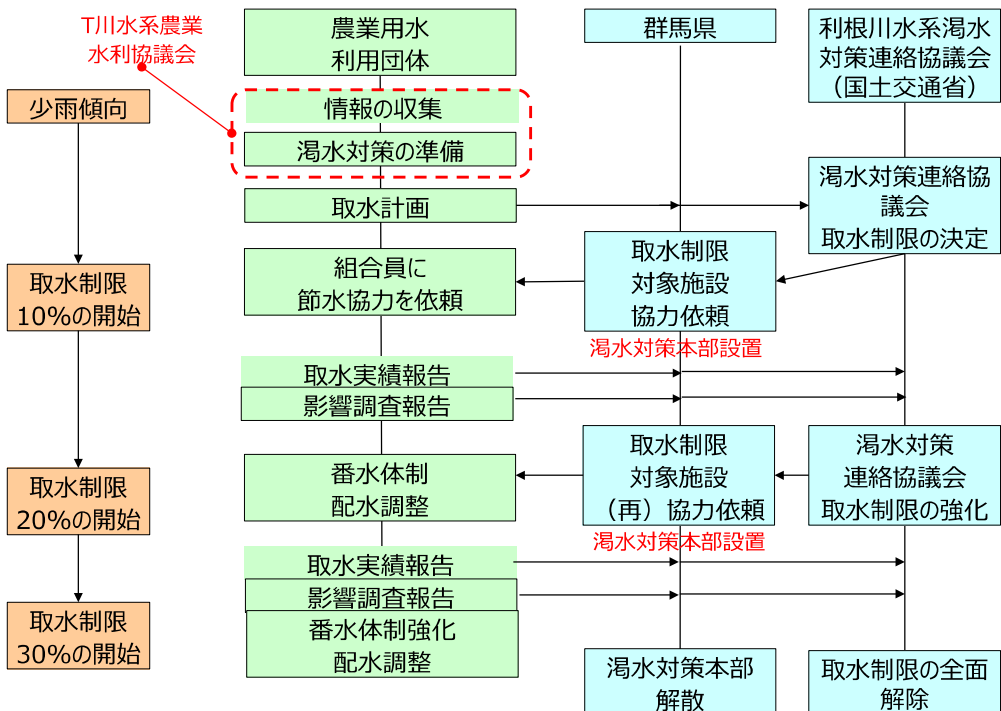 T川水系農業
水利協議会
農業用水
利用団体
群馬県
利根川水系渇水
対策連絡協議会
（国土交通省）
少雨傾向
情報の収集
渇水対策の準備
取水計画
渇水対策連絡協
議会
取水制限の決定
取水制限
10%の開始
組合員に
節水協力を依頼
取水制限
対象施設
協力依頼
渇水対策本部設置
取水実績報告
影響調査報告
取水制限
20%の開始
番水体制
配水調整
取水制限
対象施設
（再）協力依頼
渇水対策
連絡協議会
取水制限の強化
渇水対策本部設置
取水実績報告
影響調査報告
取水制限
30%の開始
番水体制強化
配水調整
渇水対策本部
解散
取水制限の全面
解除